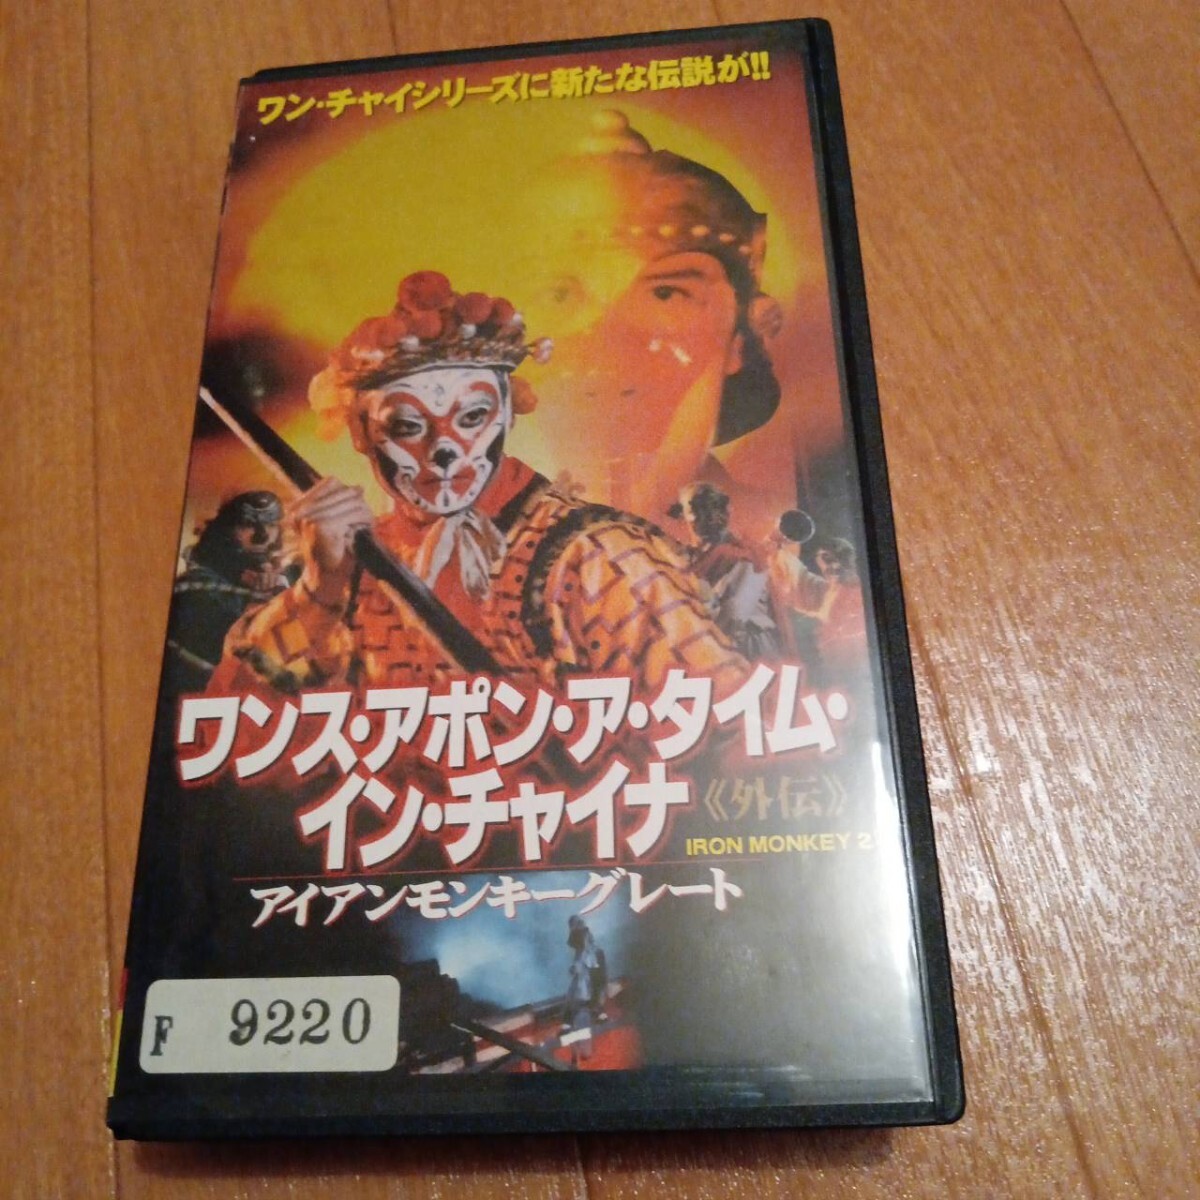 ワン・チャイシリーズに新たな伝説が!!
ワンス・アポン・ア・タイム・
イン・チャイナ《外伝》
IRON MONKEY 2
アイアンモンキーグレート
F 9220